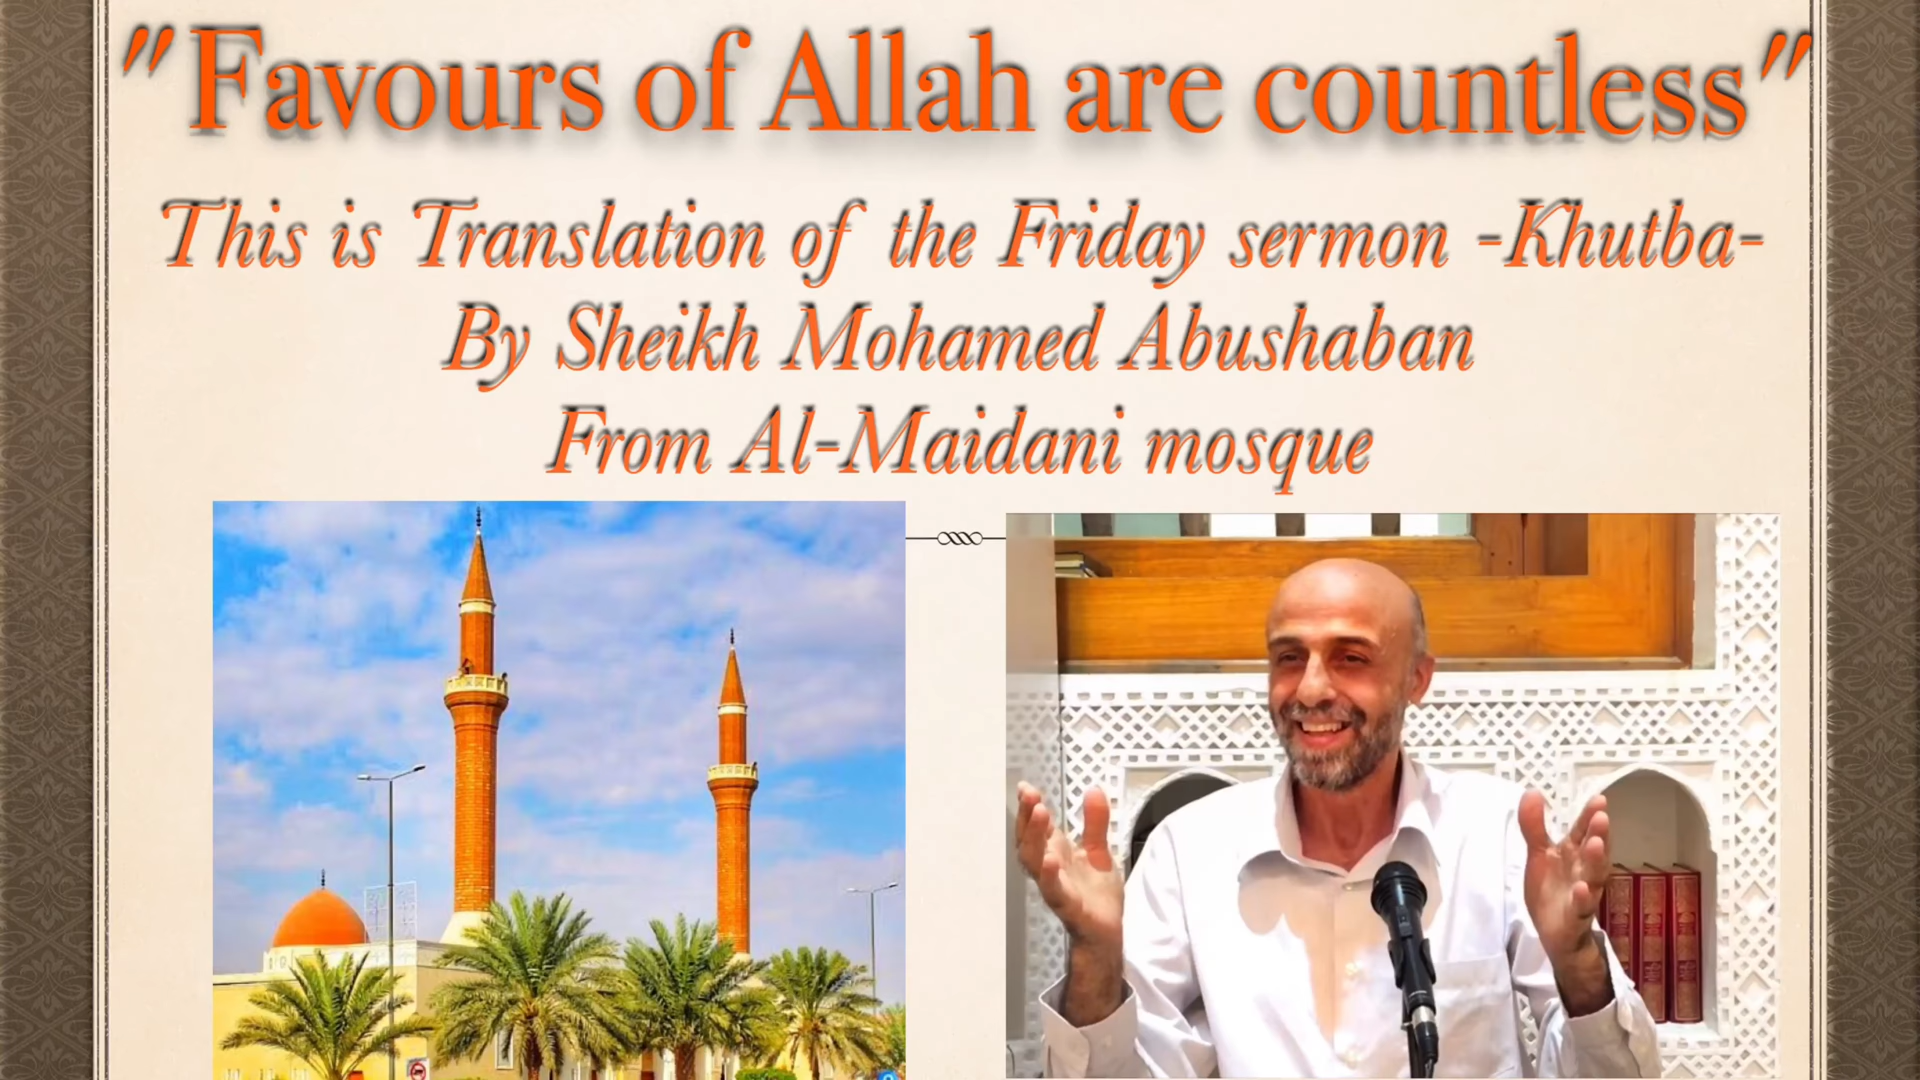 "Favours of Allah are countless"
This is Translation of the Friday sermon -Khutba-
By Sheikh Mohamed Abushaban
From Al-Maidani mosque